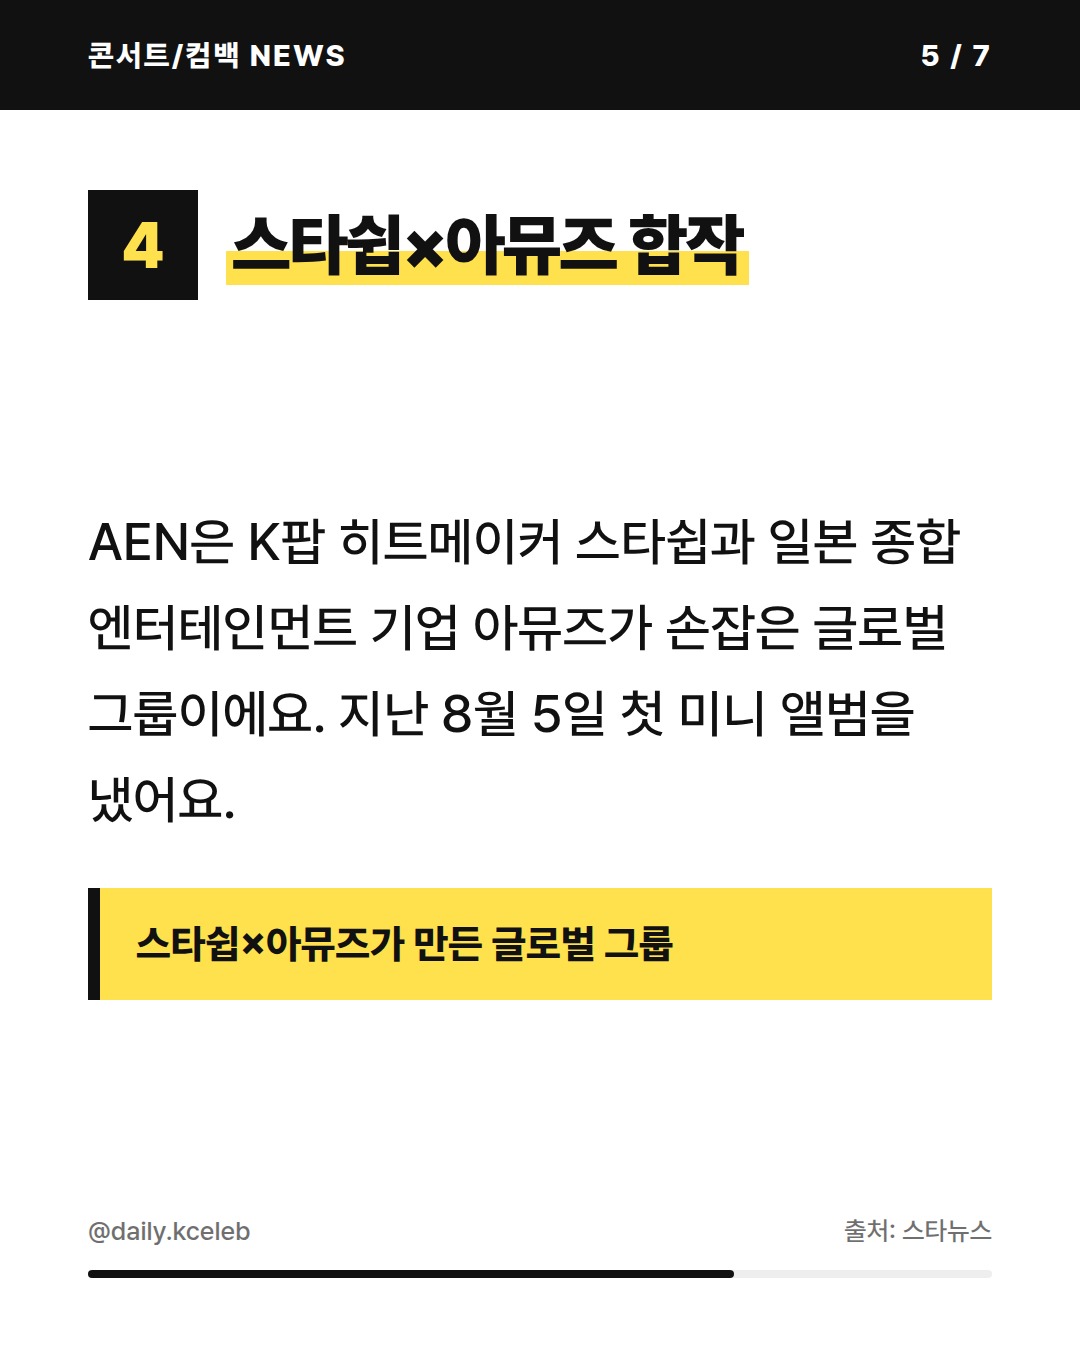 콘서트/컴백 NEWS
5 / 7
4
스타쉽×아뮤즈 합작
AEN은 K팝 히트메이커 스타쉽과 일본 종합
엔터테인먼트 기업 아뮤즈가 손잡은 글로벌
그룹이에요. 지난 8월 5일 첫 미니 앨범을
냈어요.
스타쉽×아뮤즈가 만든 글로벌 그룹
@daily.kceleb
출처: 스타뉴스